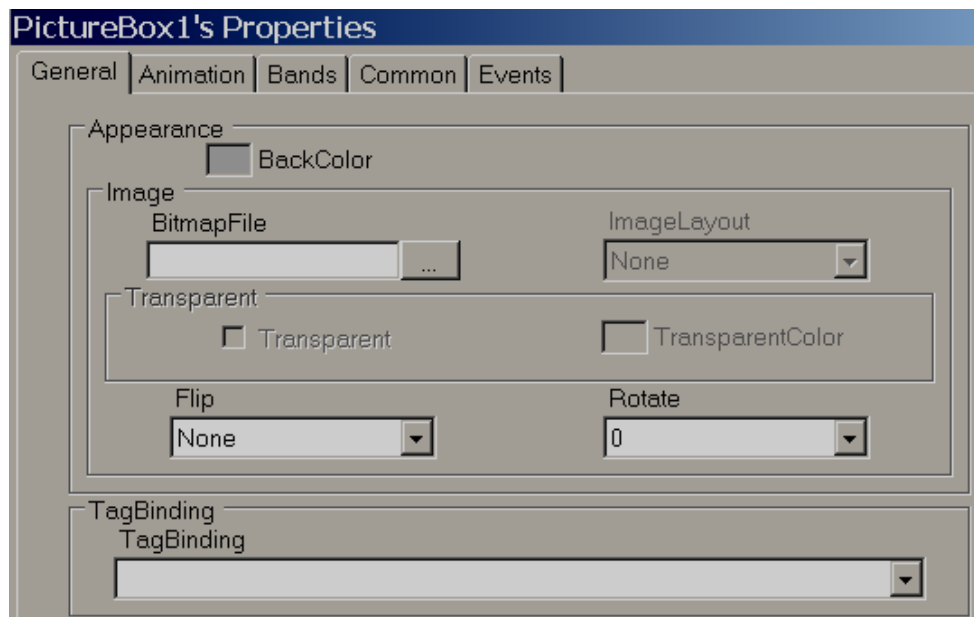 PictureBox1's Properties
General Animation Bands Common Events
Appearance
BackColor
Image
BitmapFile ImageLayout
... None
Transparent
Transparent TransparentColor
Flip Rotate
None 0
TagBinding
TagBinding